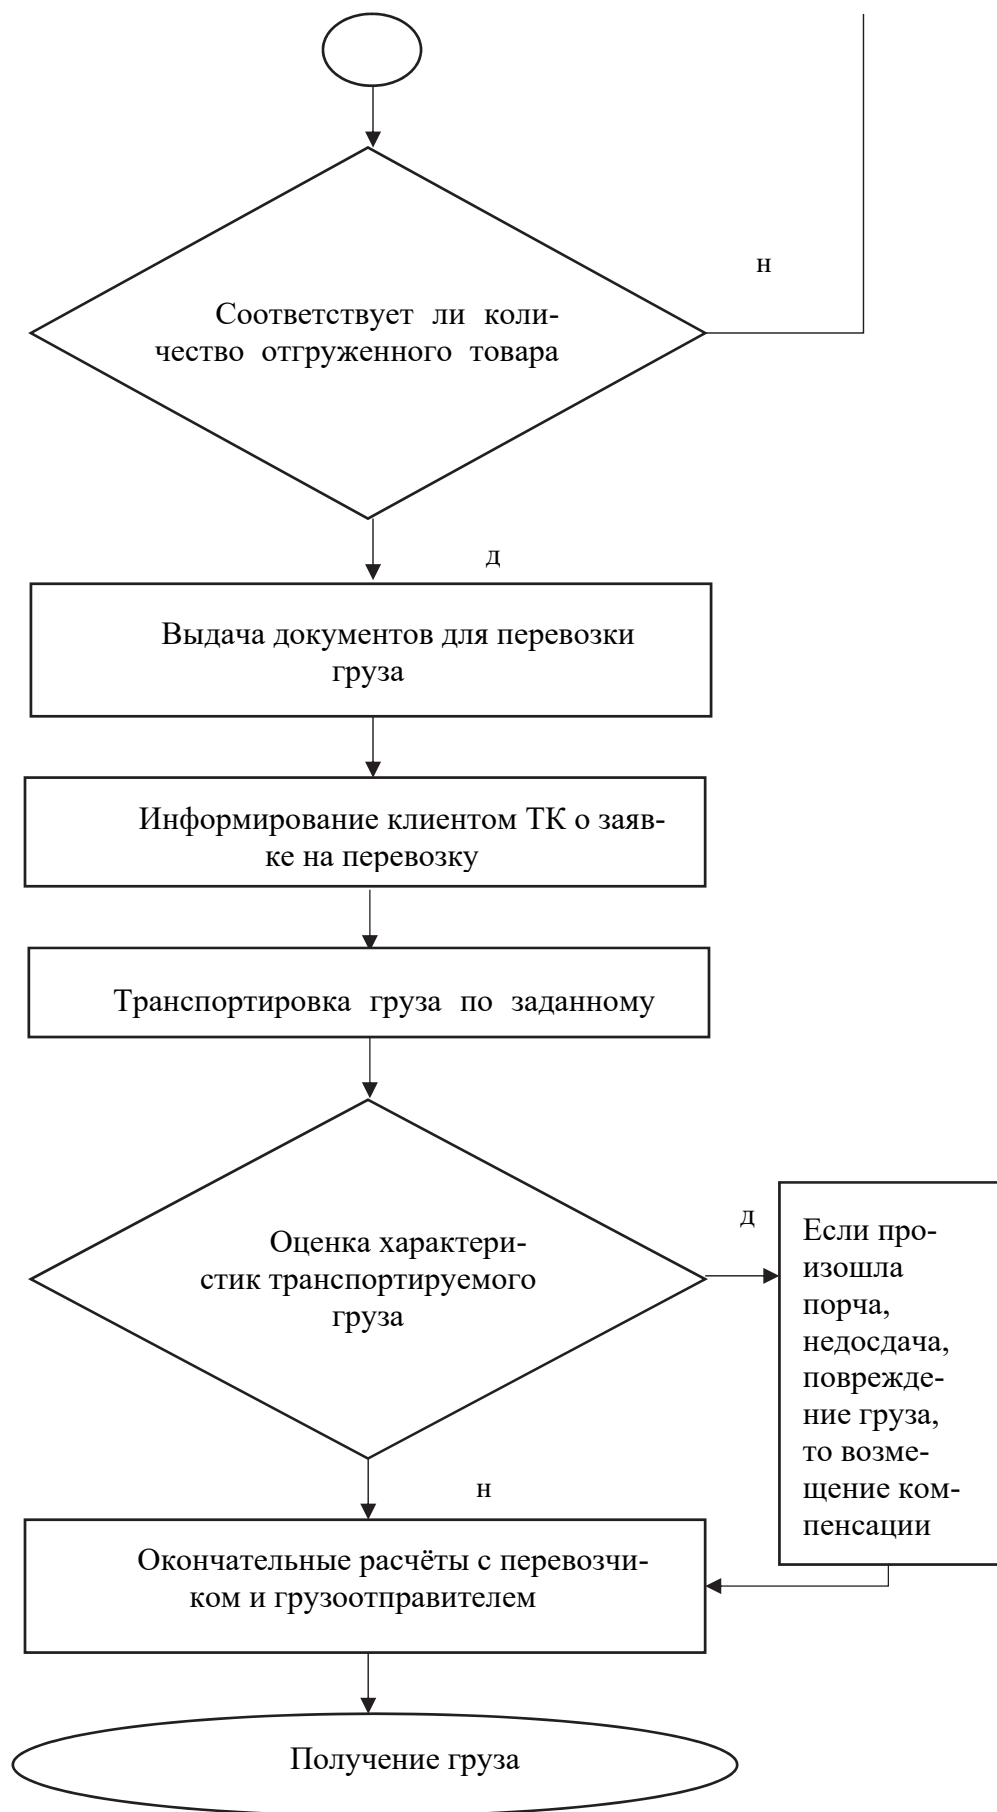 н
Соответствует ли коли-
чество отгруженного товара
д
Выдача документов для перевозки
груза
Информирование клиентом ТК о заяв-
ке на перевозку
Транспортировка груза по заданному
Оценка характери-
стик транспортируемого
груза
д
Если про-
изошла
порча,
недосдача,
поврежде-
ние груза,
то возме-
щение ком-
пенсации
н
Окончательные расчёты с перевозчи-
ком и грузоотправителем
Получение груза